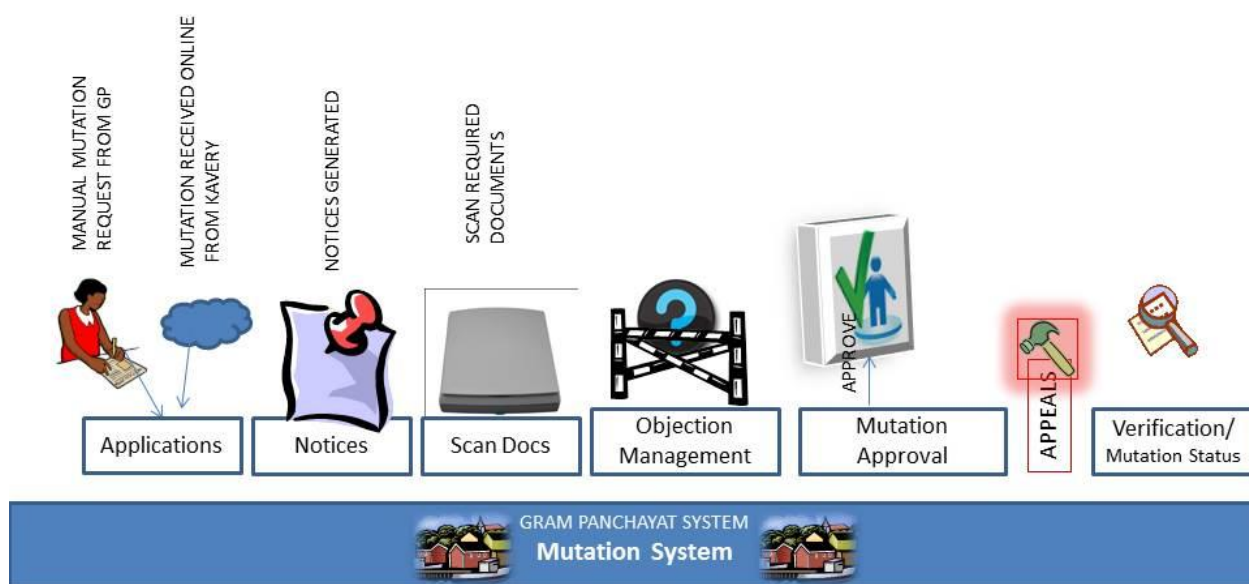 MANUAL MUTATION
REQUEST FROM GP
MUTATION RECEIVED ONLINE
FROM KAVERY
NOTICES GENERATED
SCAN REQUIRED
DOCUMENTS
?
APPROVE
Applications
Notices
Scan Docs
Objection
Management
Mutation
Approval
APPEALS
Verification/
Mutation Status
GRAM PANCHAYAT SYSTEM
Mutation System